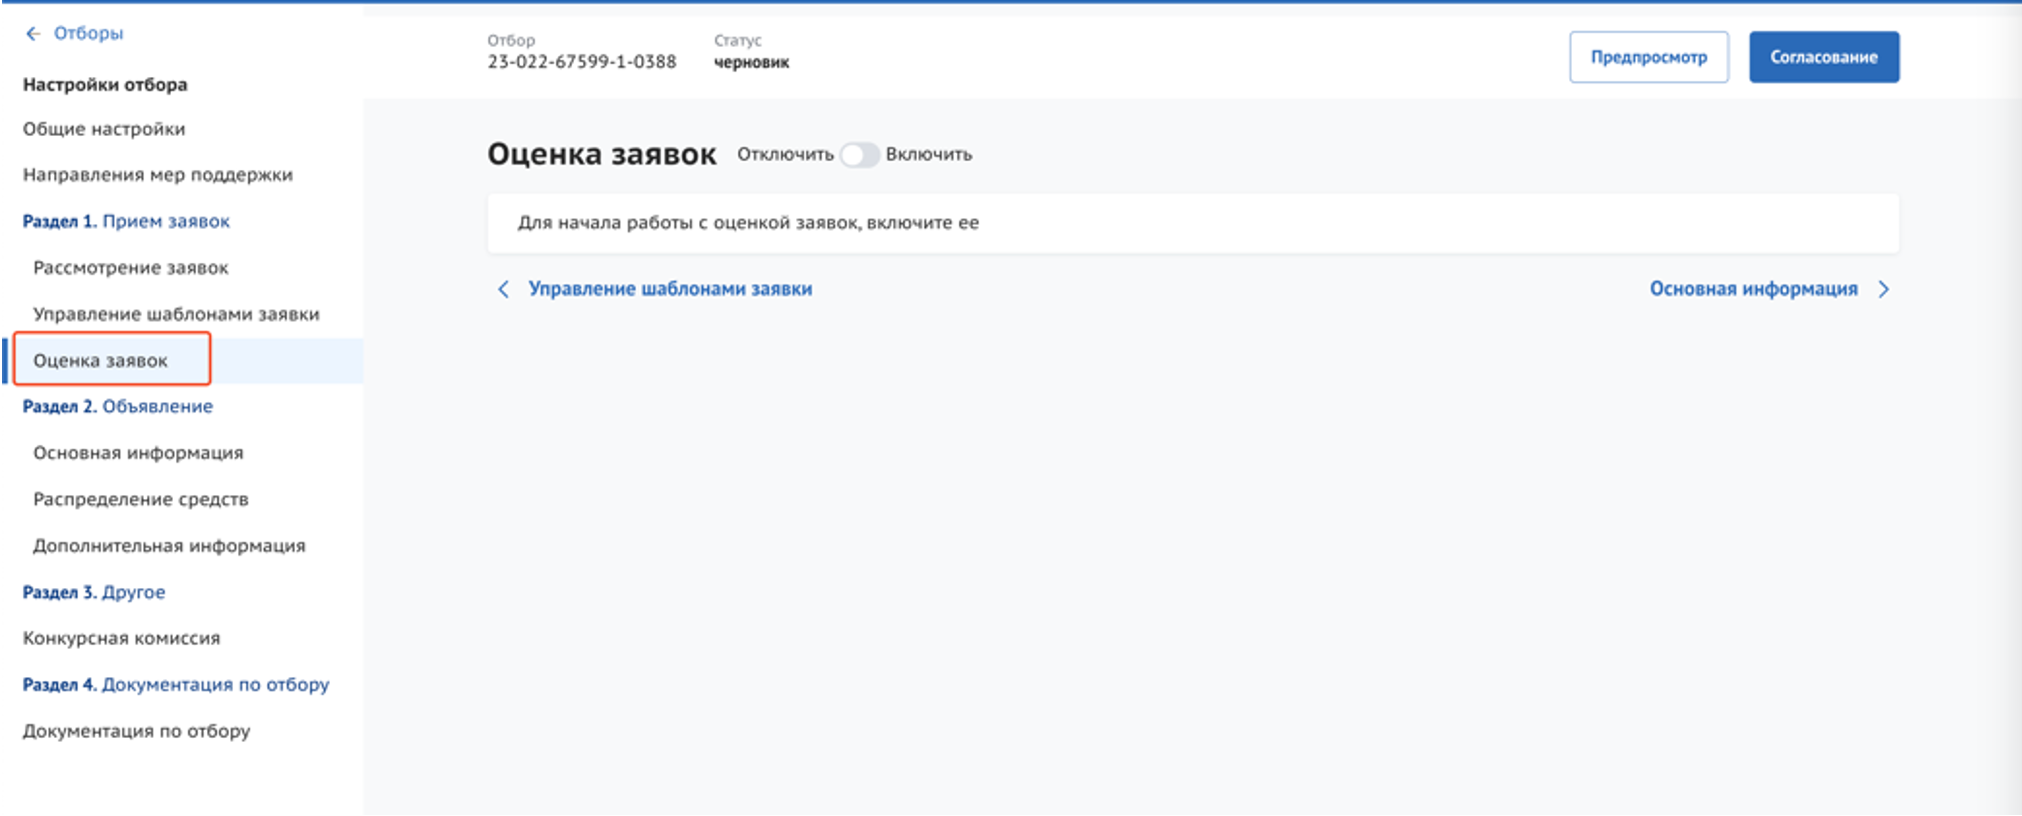 ← Отборы
Настройки отбора
Общие настройки
Направления мер поддержки
Раздел 1. Прием заявок
Рассмотрение заявок
Управление шаблонами заявки
Оценка заявок
Раздел 2. Объявление
Основная информация
Распределение средств
Дополнительная информация
Раздел 3. Другое
Конкурсная комиссия
Раздел 4. Документация по отбору
Документация по отбору
Отбор
23-022-67599-1-0388
Статус
черновик
Предпросмотр
Согласование
Оценка заявок Отключить Включить
Для начала работы с оценкой заявок, включите ее
Управление шаблонами заявки
Основная информация